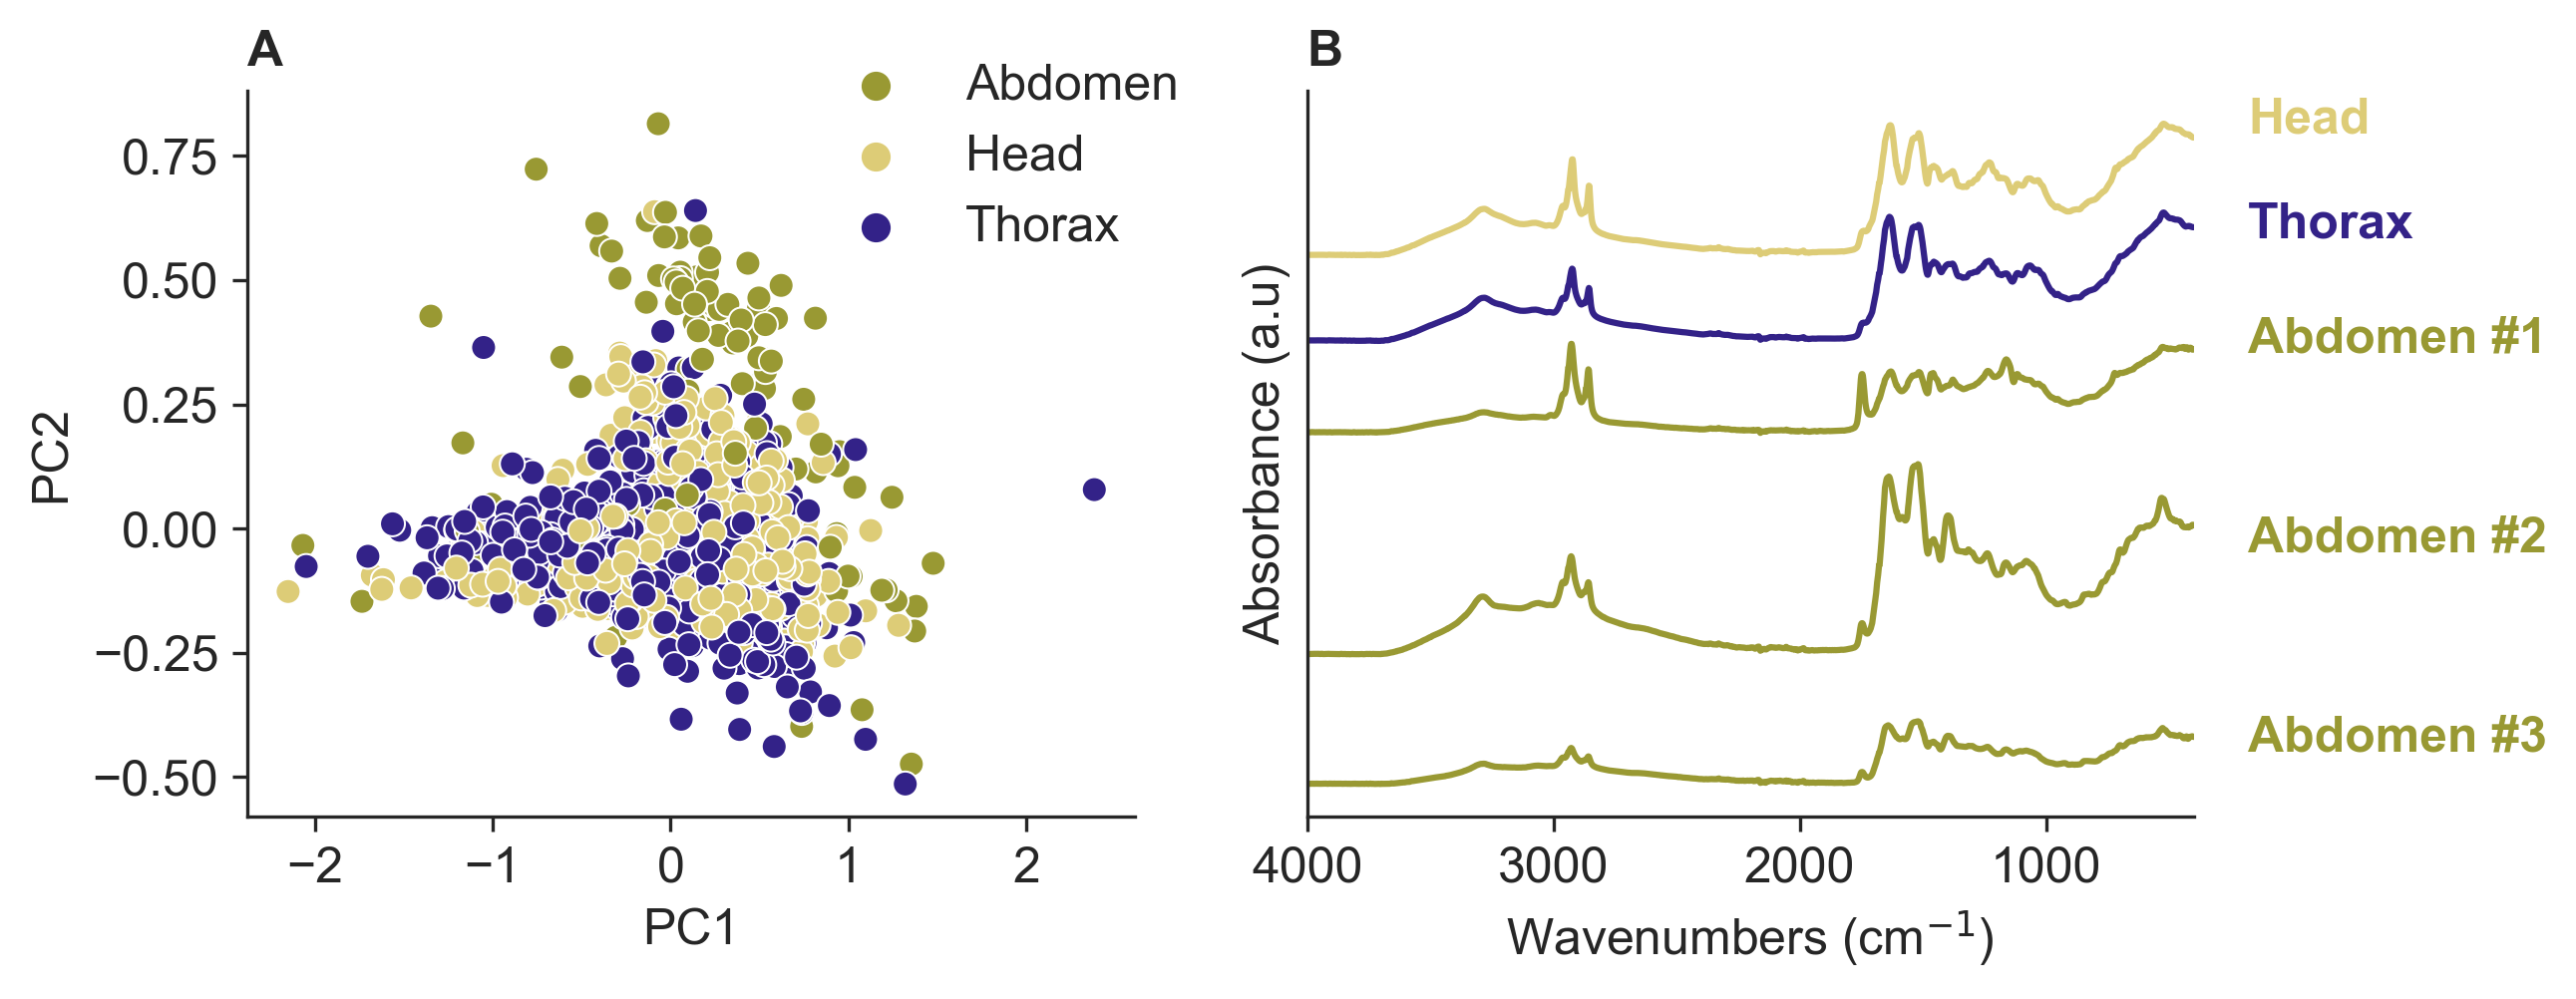 A
Abdomen
Head
Thorax
0.75
0.50
0.25
0.00
−0.25
−0.50
PC2
−2
−1
0
1
2
PC1
B
Head
Thorax
Abdomen #1
Abdomen #2
Abdomen #3
Absorbance (a.u)
4000
3000
2000
1000
Wavenumbers (cm⁻¹)